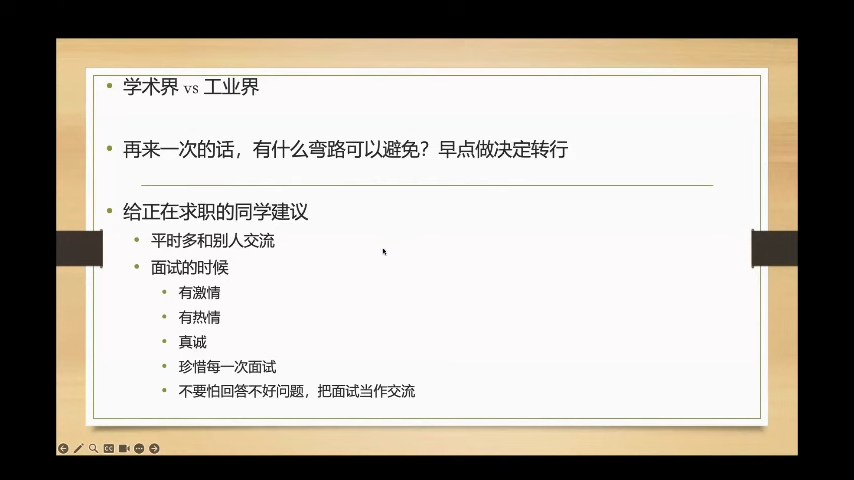 学术界 vs 工业界
再来一次的话，有什么弯路可以避免？早点做决定转行
给正在求职的同学建议
平时多和别人交流
面试的时候
有激情
有热情
真诚
珍惜每一次面试
不要怕回答不好问题，把面试当作交流